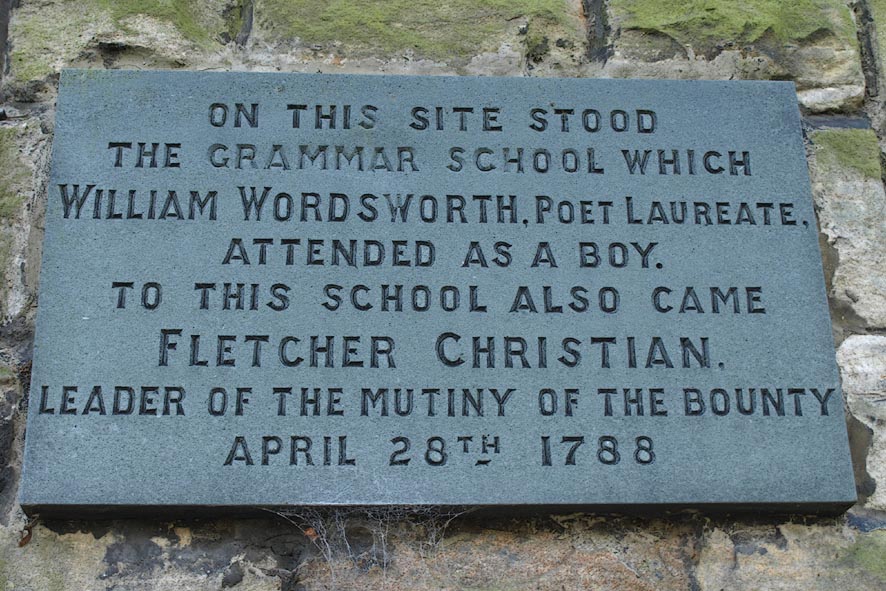 ON THIS SITE STOOD
THE GRAMMAR SCHOOL WHICH
WILLIAM WORDSWORTH, POET LAUREATE,
ATTENDED AS A BOY.
TO THIS SCHOOL ALSO CAME
FLETCHER CHRISTIAN,
LEADER OF THE MUTINY OF THE BOUNTY
APRIL 28TH 1788